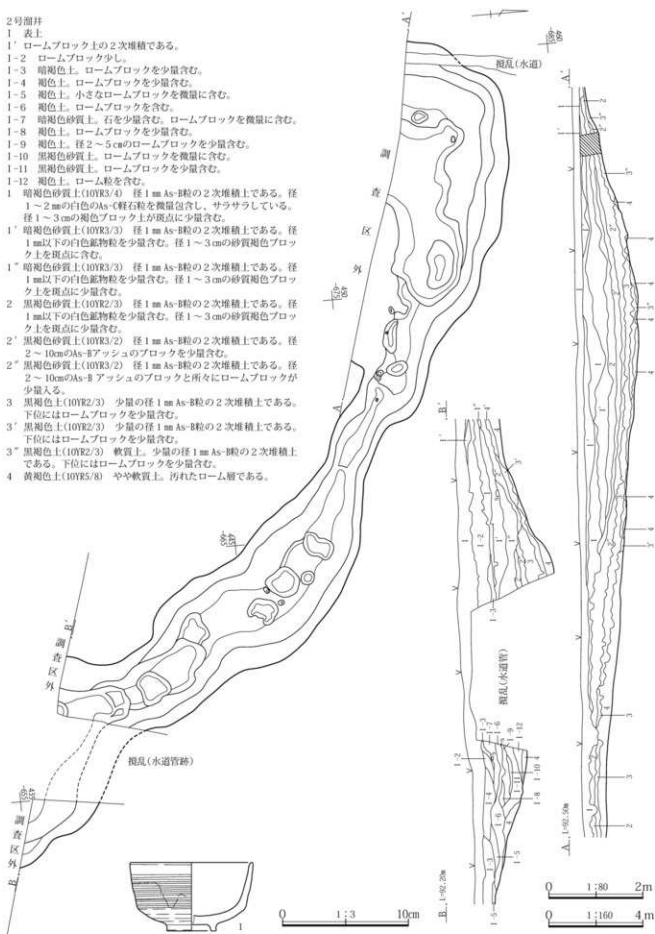 2号溜井
I 表土
I' ロームブロック土の2次堆積である。
I-2 ロームブロック少し。
I-3 暗褐色土。ロームブロックを少量含む。
I-4 褐色土。ロームブロックを少量含む。
I-5 褐色土。小さなロームブロックを微量に含む。
I-6 褐色土。ロームブロックを含む。
I-7 暗褐色砂質土。石を少量含む。ロームブロックを微量に含む。
I-8 褐色土。ロームブロックを少量含む。
I-9 褐色土。径2～5㎝のロームブロックを少量含む。
I-10 黒褐色砂質土。ロームブロックを微量に含む。
I-11 黒褐色砂質土。ロームブロックを少量含む。
I-12 褐色土。ローム粒を含む。
1 暗褐色砂質土(10YR3/4) 径1㎜As-B粒の2次堆積土である。径
1～2㎜の白色のAs-C軽石粒を微量包含し、サラサラしている。
径1～3㎝の褐色ブロック土が斑点に少量含む。
1' 暗褐色砂質土(10YR3/3) 径1㎜As-B粒の2次堆積土である。径
1㎜以下の白色鉱物粒を少量含む。径1～3㎝の砂質褐色ブロッ
ク土を斑点に含む。
1" 暗褐色砂質土(10YR3/3) 径1㎜As-B粒の2次堆積土である。径
1㎜以下の白色鉱物粒を少量含む。径1～3㎝の砂質褐色ブロッ
ク土を斑点に少量含む。
2 黒褐色砂質土(10YR2/3) 径1㎜As-B粒の2次堆積土である。径
1㎜以下の白色鉱物粒を少量含む。径1～3㎝の砂質褐色ブロッ
ク土を斑点に少量含む。
2' 黒褐色砂質土(10YR3/2) 径1㎜As-B粒の2次堆積土である。径
2～10㎝のAs-Bアッシュのブロックを少量含む。
2" 黒褐色砂質土(10YR3/2) 径1㎜As-B粒の2次堆積土である。径
2～10㎝のAs-B アッシュのブロックと所々にロームブロックが
少量入る。
3 黒褐色土(10YR2/3) 少量の径1㎜As-B粒の2次堆積土である。
下位にはロームブロックを少量含む。
3' 黒褐色土(10YR2/3) 少量の径1㎜As-B粒の2次堆積土である。
下位にはロームブロックを少量含む。
3" 黒褐色土(10YR2/3) 軟質土。少量の径1㎜As-B粒の2次堆積土
である。下位にはロームブロックを少量含む。
4 黄褐色土(10YR5/8) やや軟質土。汚れたローム層である。
A'
撹乱(水道)
調査区外
450
-675
A
445
-665
B'
調査区外
撹乱(水道管跡)
調査区外
B
1
0 1:3 10cm
B'
撹乱(水道管)
B L=92.20m
A'
A L=92.50m
0 1:80 2m
0 1:160 4m